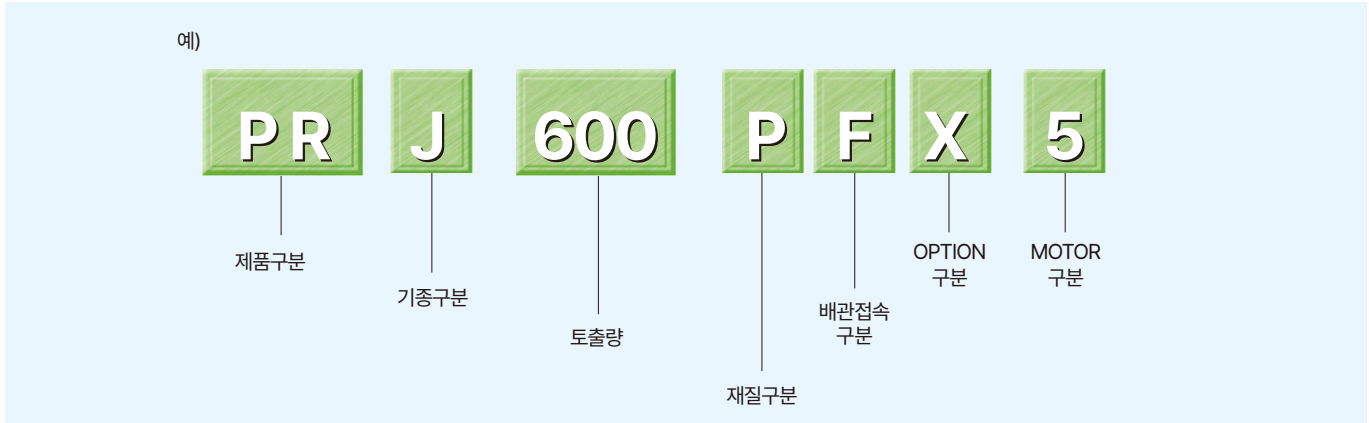 예)
PR J 600 P F X 5
제품구분
기종구분
토출량
재질구분
배관접속
구분
OPTION
구분
MOTOR
구분